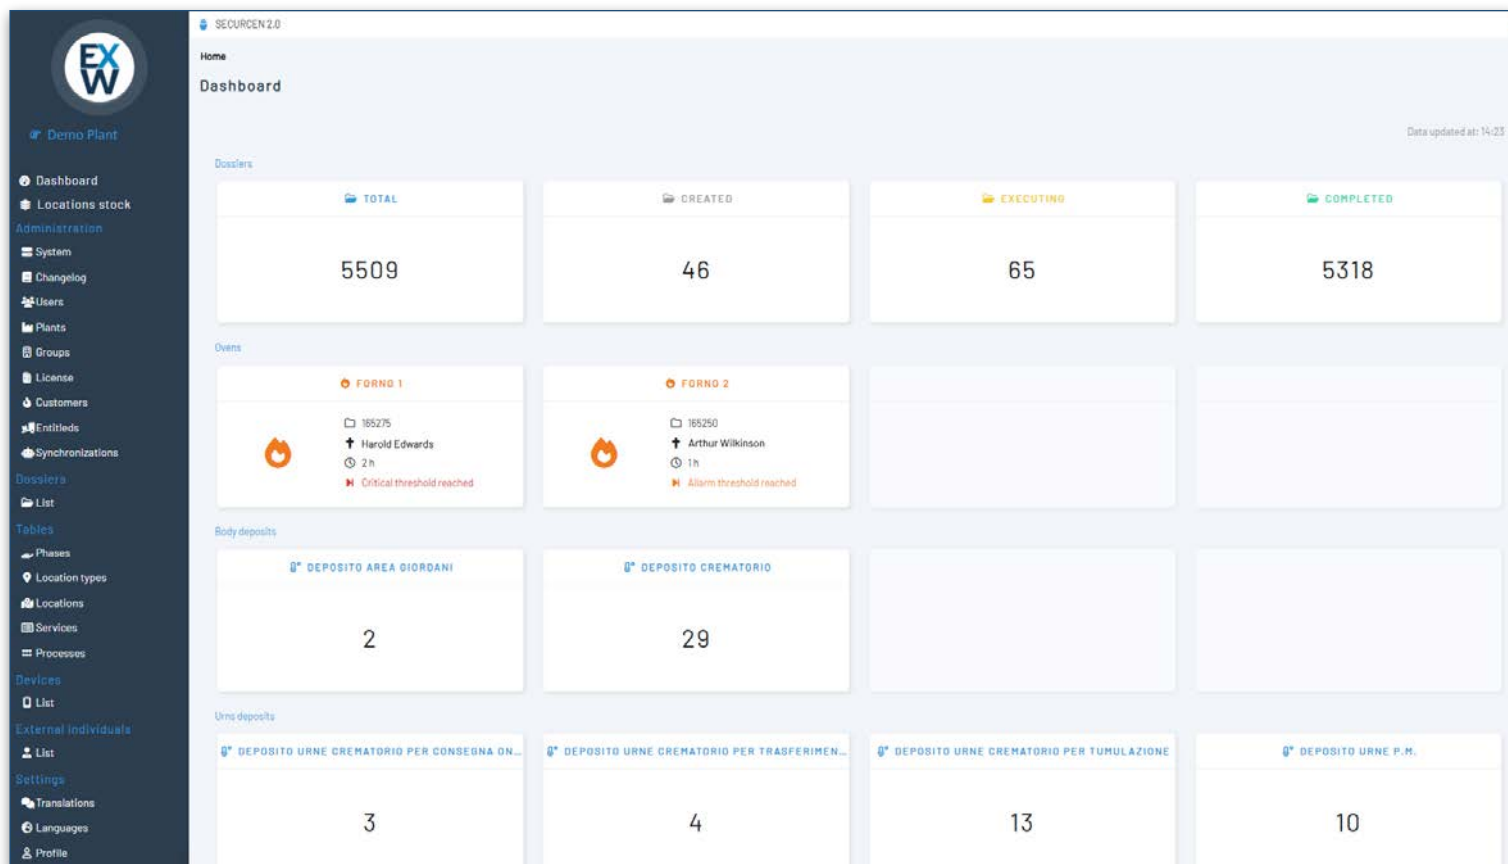 EX
W
Demo Plant
Dashboard
Locations stock
Administration
System
Changelog
Users
Plants
Groups
License
Customers
Entitleds
Synchronizations
Dossiers
List
Tables
Phases
Location types
Locations
Services
Processes
Devices
List
External individuals
List
Settings
Translations
Languages
Profile
SECURCEN 2.0
Home
Dashboard
Data updated at: 14:23
Dossiers
TOTAL
5509
CREATED
46
EXECUTING
65
COMPLETED
5318
Ovens
FORNO 1
165275
Harold Edwards
2 h
Critical threshold reached
FORNO 2
165250
Arthur Wilkinson
1 h
Allarm threshold reached
Body deposits
DEPOSITO AREA GIORDANI
2
DEPOSITO CREMATORIO
29
Urns deposits
DEPOSITO URNE CREMATORIO PER CONSEGNA ON...
3
DEPOSITO URNE CREMATORIO PER TRASFERIMEN...
4
DEPOSITO URNE CREMATORIO PER TUMULAZIONE
13
DEPOSITO URNE P.M.
10